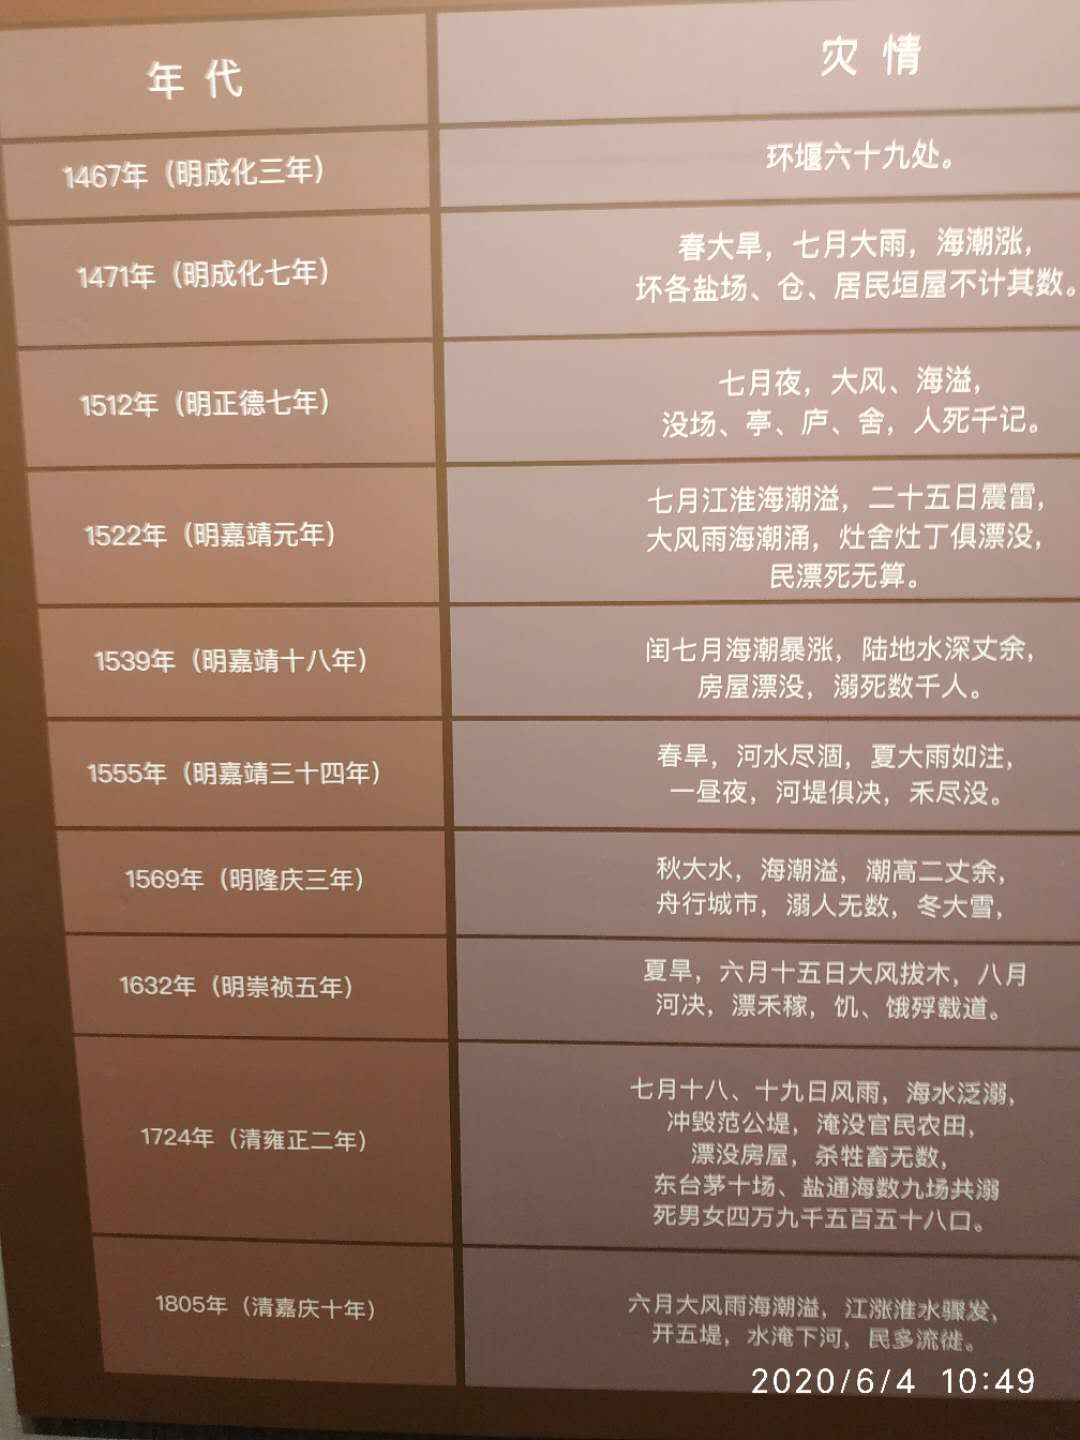 年代
灾情
1467年（明成化三年）
环堰六十九处。
1471年（明成化七年）
春大旱，七月大雨，海潮涨，
坏各盐场、仓、居民垣屋不计其数。
1512年（明正德七年）
七月夜，大风、海溢，
没场、亭、庐、舍，人死千记。
1522年（明嘉靖元年）
七月江淮海潮溢，二十五日震雷，
大风雨海潮涌，灶舍灶丁俱漂没，
民漂死无算。
1539年（明嘉靖十八年）
闰七月海潮暴涨，陆地水深丈余，
房屋漂没，溺死数千人。
1555年（明嘉靖三十四年）
春旱，河水尽涸，夏大雨如注，
一昼夜，河堤俱决，禾尽没。
1569年（明隆庆三年）
秋大水，海潮溢，潮高二丈余，
舟行城市，溺人无数，冬大雪，
1632年（明崇祯五年）
夏旱，六月十五日大风拔木，八月
河决，漂禾稼，饥、饿殍载道。
1724年（清雍正二年）
七月十八、十九日风雨，海水泛溺，
冲毁范公堤，淹没官民农田，
漂没房屋，杀牲畜无数，
东台茅十场、盐通海数九场共溺
死男女四万九千五百五十八口。
1805年（清嘉庆十年）
六月大风雨海潮溢，江涨淮水骤发，
开五堤，水淹下河，民多流徙。
2020/6/4 10:49